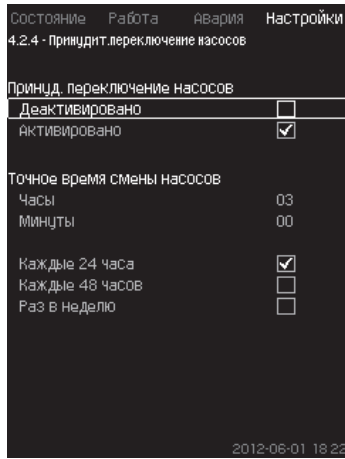 Состояние Работа Авария Настройки
4.2.4 - Принудит.переключение насосов
Принуд. переключение насосов
Деактивировано
Активировано
Точное время смены насосов
Часы 03
Минуты 00
Каждые 24 часа
Каждые 48 часов
Раз в неделю
2012-06-01 18:22